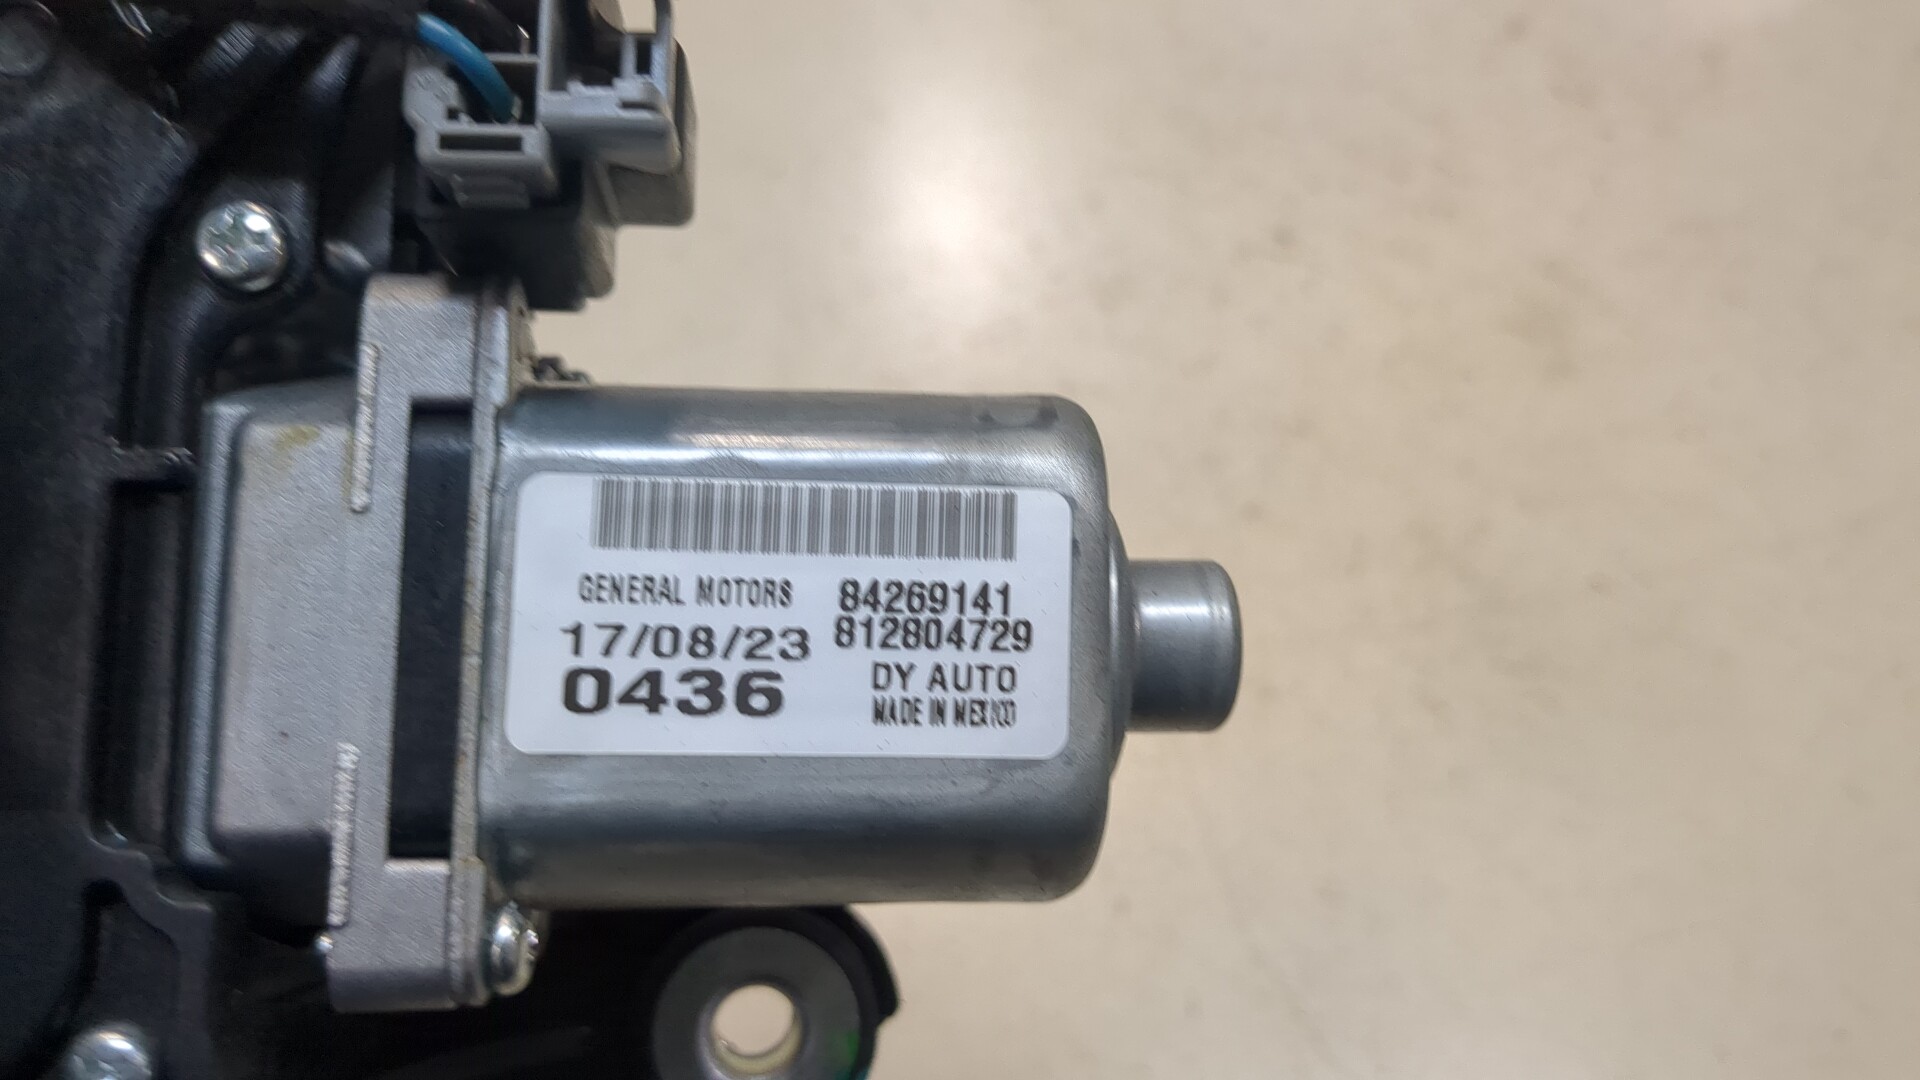 GENERAL MOTORS 84269141
17/08/23 812804729
0436 DY AUTO
MADE IN MEXICO